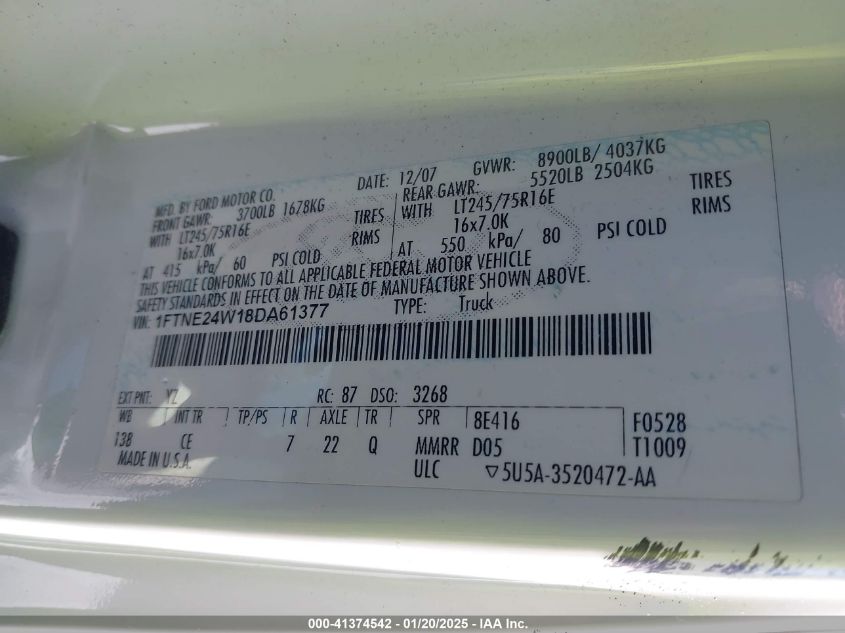 MFD. BY FORD MOTOR CO. DATE: 12/07 GVWR: 8900LB/ 4037KG
FRONT GAWR: 3700LB 1678KG REAR GAWR: 5520LB 2504KG
WITH LT245/75R16E TIRES WITH LT245/75R16E TIRES
16x7.0K RIMS 16x7.0K RIMS
AT 415 kPa/ 60 PSI COLD AT 550 kPa/ 80 PSI COLD
THIS VEHICLE CONFORMS TO ALL APPLICABLE FEDERAL MOTOR VEHICLE
SAFETY STANDARDS IN EFFECT ON THE DATE OF MANUFACTURE SHOWN ABOVE.
VIN: 1FTNE24W18DA61377 TYPE: Truck
EXT PNT: YZ RC: 87 DSO: 3268
WB INT TR TP/PS R AXLE TR SPR 8E416 F0528
138 CE 7 22 Q MMRR D05 T1009
MADE IN U.S.A. ULC ▽5U5A-3520472-AA
000-41374542 / 01/20/2025 - IAA Inc.